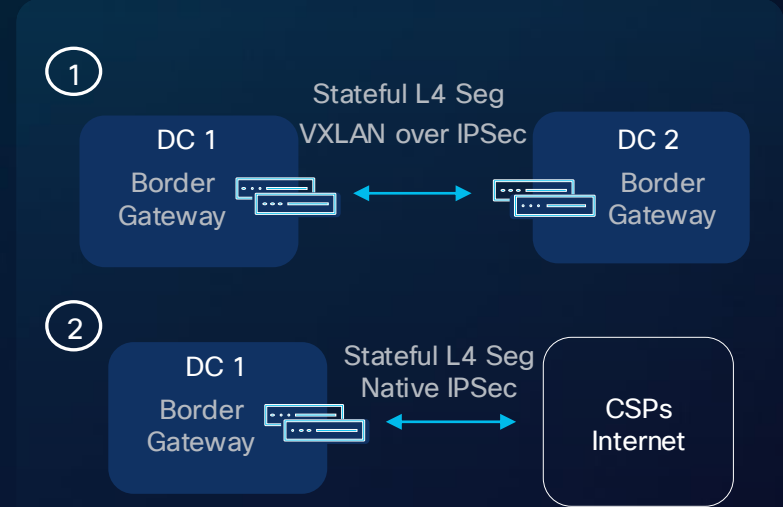 1
Stateful L4 Seg
VXLAN over IPSec
DC 1
Border
Gateway
DC 2
Border
Gateway
2
Stateful L4 Seg
Native IPSec
DC 1
Border
Gateway
CSPs
Internet